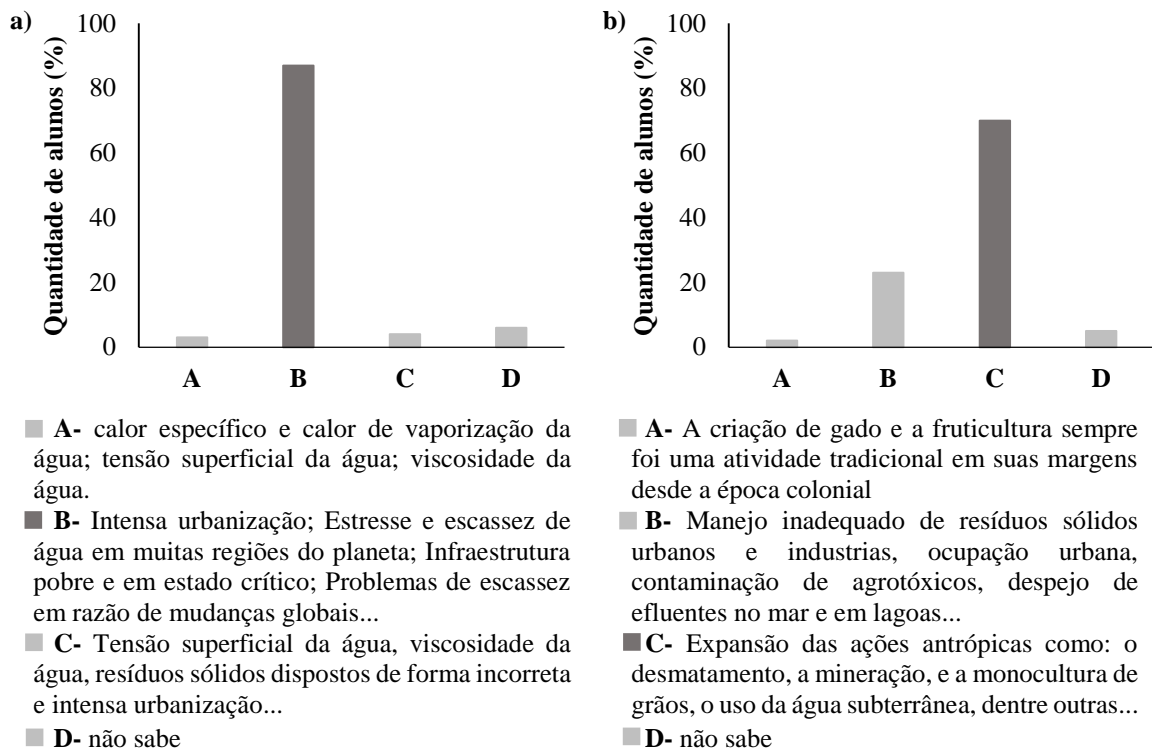 a)
Quantidade de alunos (%)
100
80
60
40
20
0
A B C D
A- calor específico e calor de vaporização da
água; tensão superficial da água; viscosidade da
água.
B- Intensa urbanização; Estresse e escassez de
água em muitas regiões do planeta; Infraestrutura
pobre e em estado crítico; Problemas de escassez
em razão de mudanças globais...
C- Tensão superficial da água, viscosidade da
água, resíduos sólidos dispostos de forma incorreta
e intensa urbanização...
D- não sabe
b)
Quantidade de alunos (%)
100
80
60
40
20
0
A B C D
A- A criação de gado e a fruticultura sempre
foi uma atividade tradicional em suas margens
desde a época colonial
B- Manejo inadequado de resíduos sólidos
urbanos e industrias, ocupação urbana,
contaminação de agrotóxicos, despejo de
efluentes no mar e em lagoas...
C- Expansão das ações antrópicas como: o
desmatamento, a mineração, e a monocultura de
grãos, o uso da água subterrânea, dentre outras...
D- não sabe